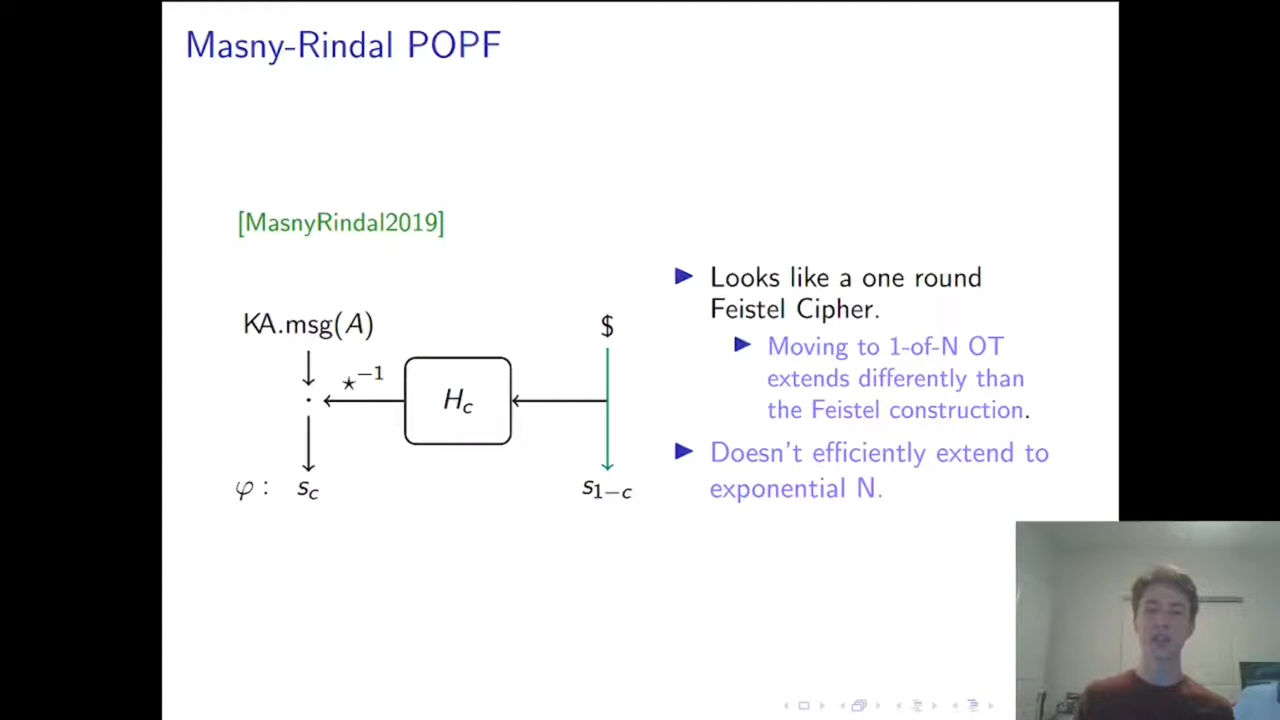 Masny-Rindal POPF
[MasnyRindal2019]
KA.msg(A)
$
⋆⁻¹
·
H_c
φ : s_c
s_{1−c}
▶ Looks like a one round
Feistel Cipher.
▶ Moving to 1-of-N OT
extends differently than
the Feistel construction.
▶ Doesn't efficiently extend to
exponential N.